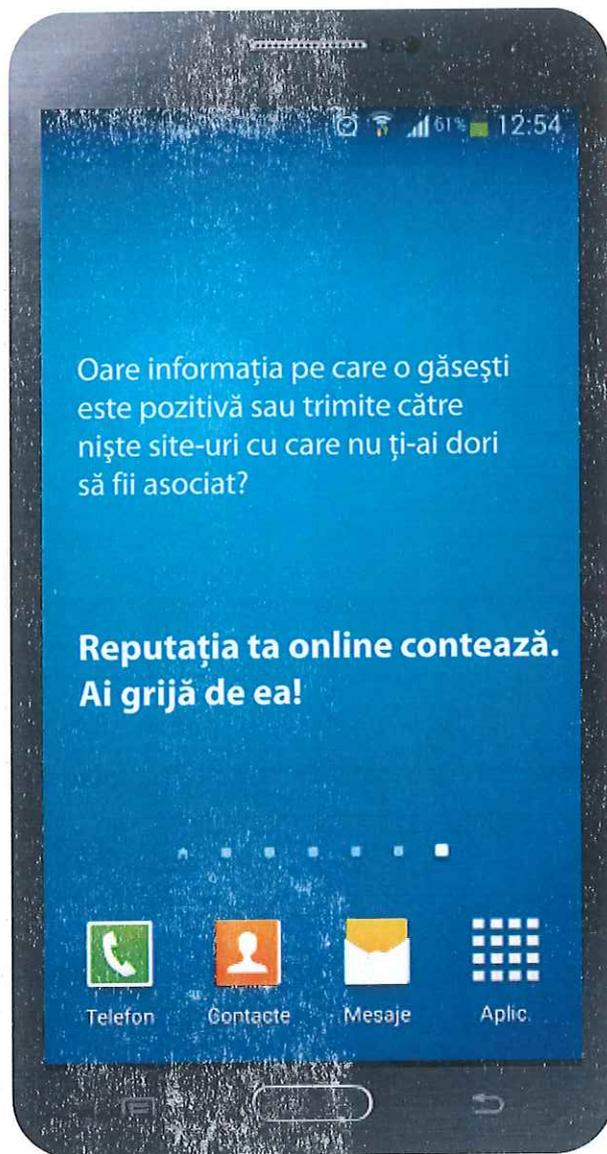 61% 12:54
Oare informaţia pe care o găseşti
este pozitivă sau trimite către
nişte site-uri cu care nu ţi-ai dori
să fii asociat?
Reputaţia ta online contează.
Ai grijă de ea!
Telefon Contacte Mesaje Aplic.